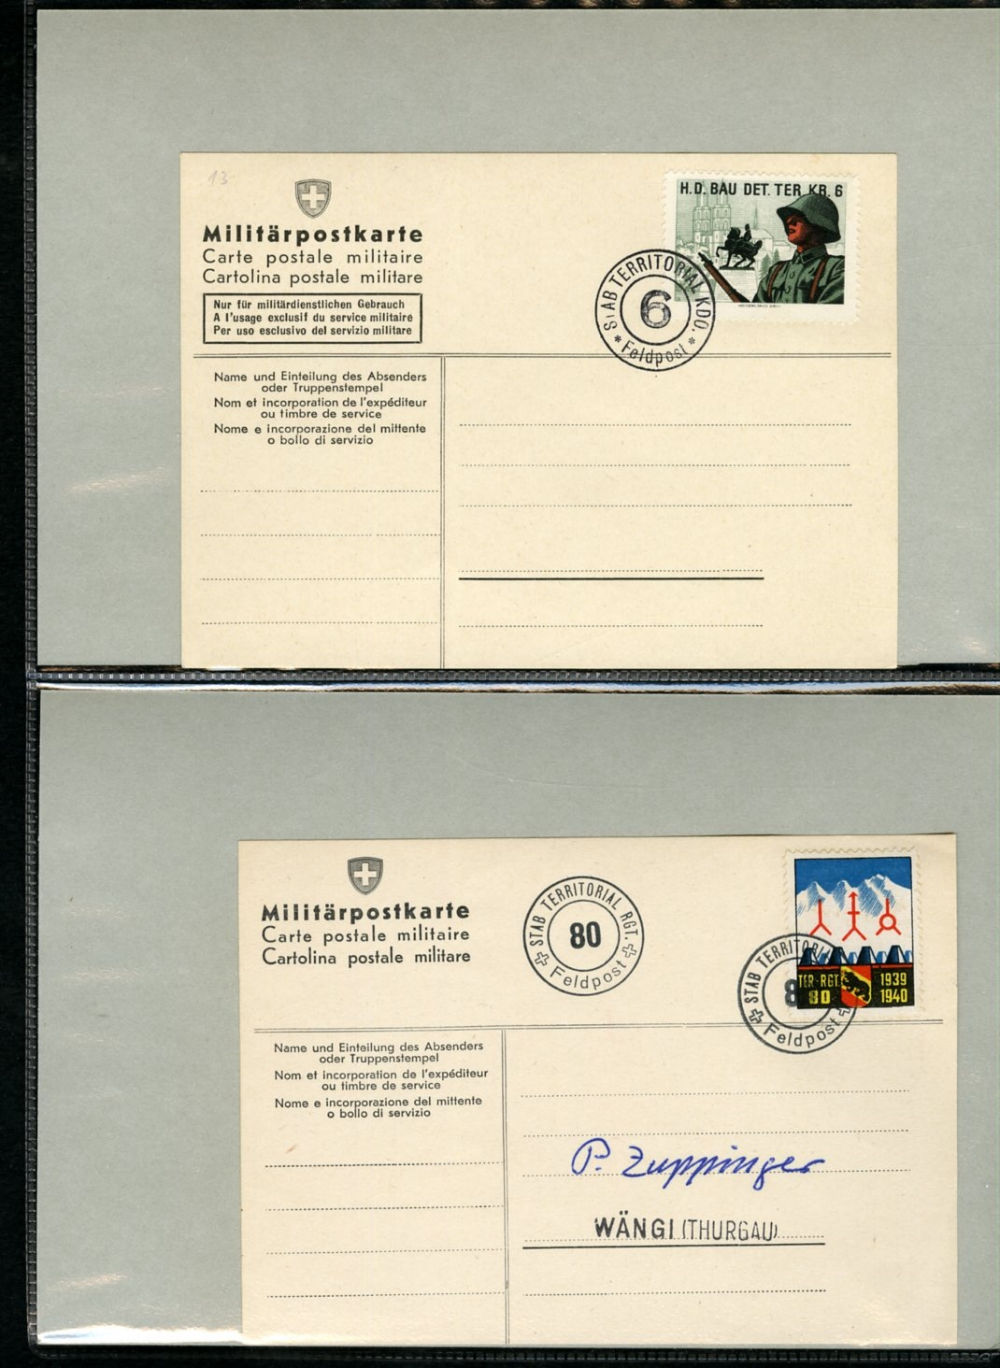 13
H.D. BAU DET. TER. KR. 6
Militärpostkarte
Carte postale militaire
Cartolina postale militare
Nur für militärdienstlichen Gebrauch
A l'usage exclusif du service militaire
Per uso esclusivo del servizio militare
STAB TERRITORIAL KDO.
6
* Feldpost *
Name und Einteilung des Absenders
oder Truppenstempel
Nom et incorporation de l'expéditeur
ou timbre de service
Nome e incorporazione del mittente
o bollo di servizio
Militärpostkarte
Carte postale militaire
Cartolina postale militare
STAB TERRITORIAL RGT.
80
Feldpost
TER·RGT.
80
1939
1940
STAB TERRITORIAL
8
Feldpost
Name und Einteilung des Absenders
oder Truppenstempel
Nom et incorporation de l'expéditeur
ou timbre de service
Nome e incorporazione del mittente
o bollo di servizio
P. Zuppinger
WÄNGI (THURGAU)